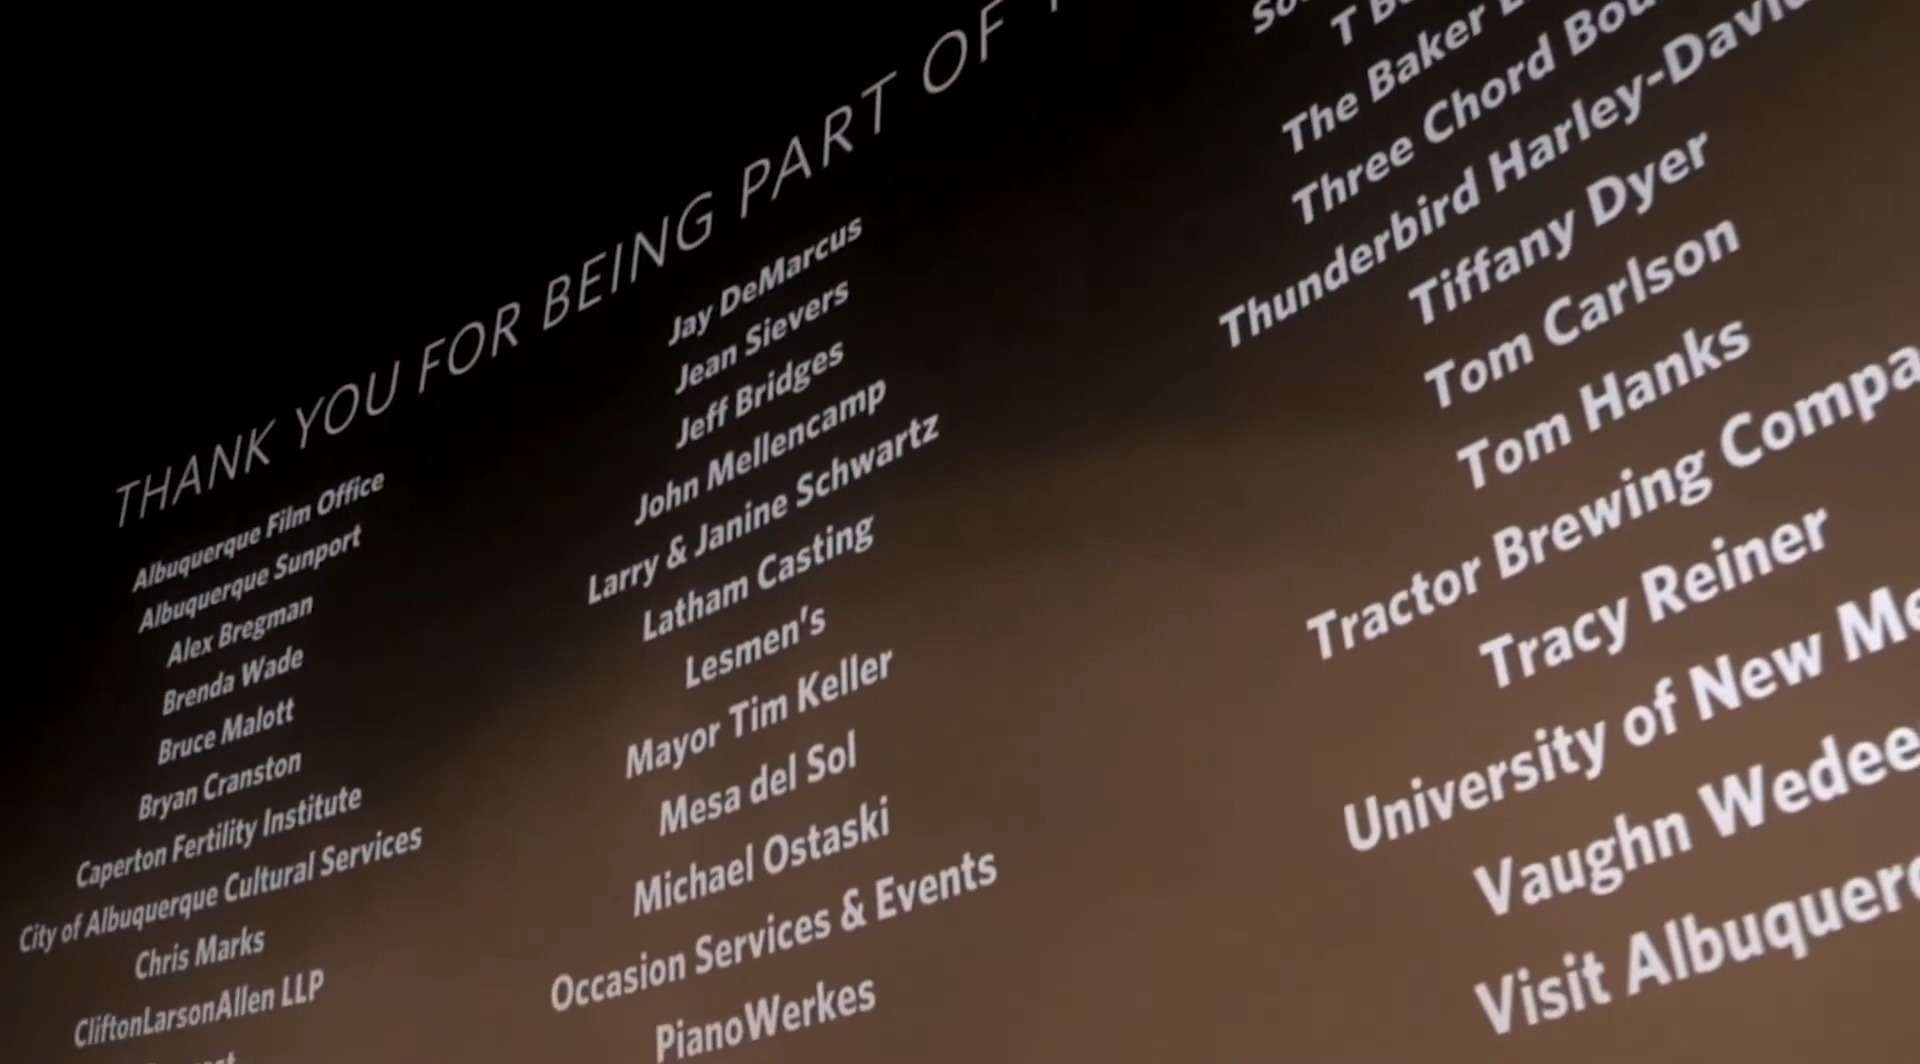 THANK YOU FOR BEING PART OF
Albuquerque Film Office
Albuquerque Sunport
Alex Bregman
Brenda Wade
Bruce Malott
Bryan Cranston
Caperton Fertility Institute
City of Albuquerque Cultural Services
Chris Marks
CliftonLarsonAllen LLP
Jay DeMarcus
Jean Sievers
Jeff Bridges
John Mellencamp
Larry & Janine Schwartz
Latham Casting
Lesmen's
Mayor Tim Keller
Mesa del Sol
Michael Ostaski
Occasion Services & Events
PianoWerkes
T
The Baker
Three Chord
Thunderbird Harley-David
Tiffany Dyer
Tom Carlson
Tom Hanks
Tractor Brewing Compa
Tracy Reiner
University of New Me
Vaughn Wedee
Visit Albuquerq